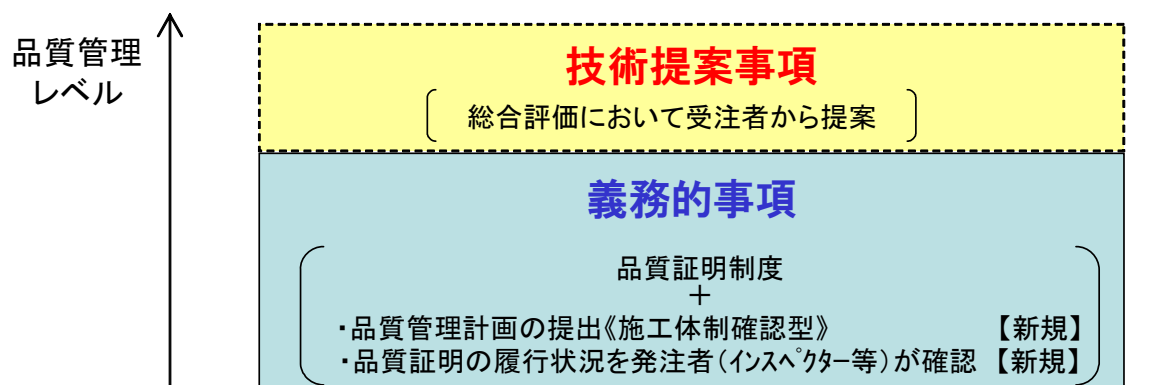 品質管理
レベル
技術提案事項
総合評価において受注者から提案
義務的事項
品質証明制度
＋
・品質管理計画の提出《施工体制確認型》 【新規】
・品質証明の履行状況を発注者（ｲﾝｽﾍﾟｸﾀｰ等）が確認 【新規】